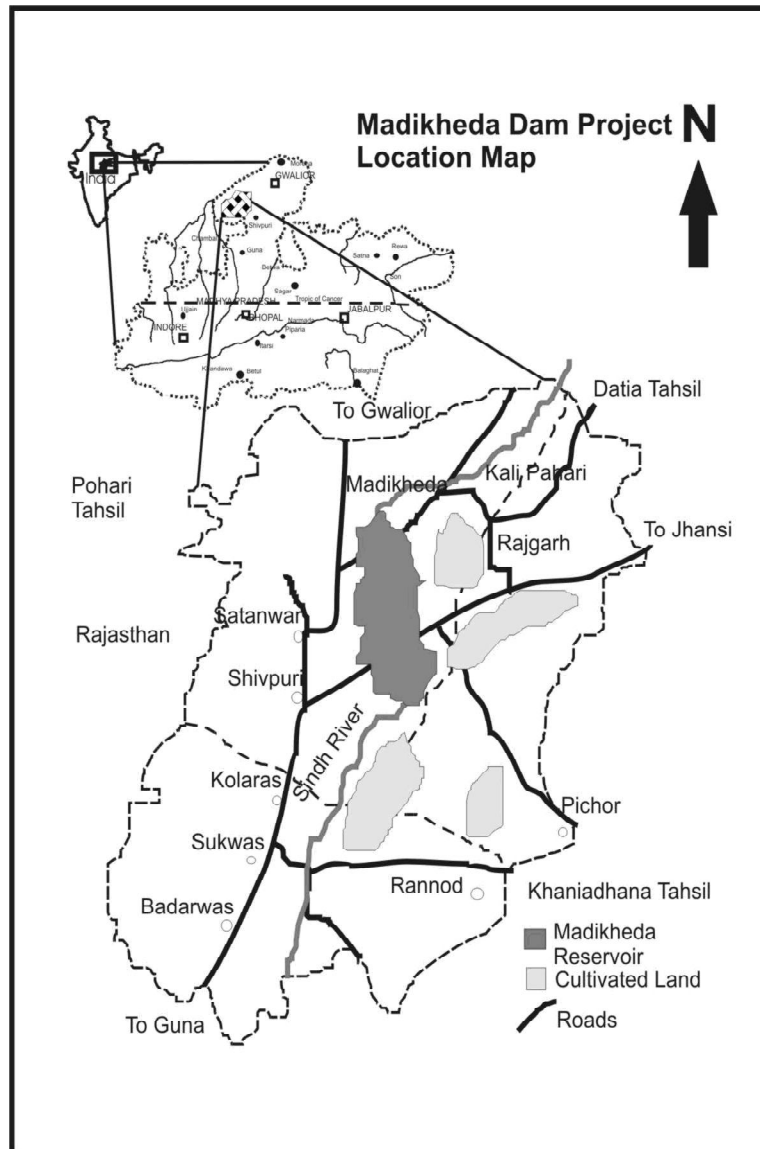 Madikheda Dam Project
Location Map
N
India
Morena
GWALIOR
Shivpuri
Chambal
Guna
Satna
Rewa
Son
Sagar
Tropic of Cancer
MADHYA PRADESH
Ujjain
BHOPAL
JABALPUR
INDORE
Narmada
Piparia
Itarsi
Khandawa
Betul
Balaghat
To Gwalior
Datia Tahsil
Pohari
Tahsil
Madikheda
Kali Pahari
Rajgarh
To Jhansi
Satanwar
Rajasthan
Shivpuri
Sindh River
Kolaras
Pichor
Sukwas
Rannod
Khaniadhana Tahsil
Badarwas
Madikheda
Reservoir
Cultivated Land
Roads
To Guna